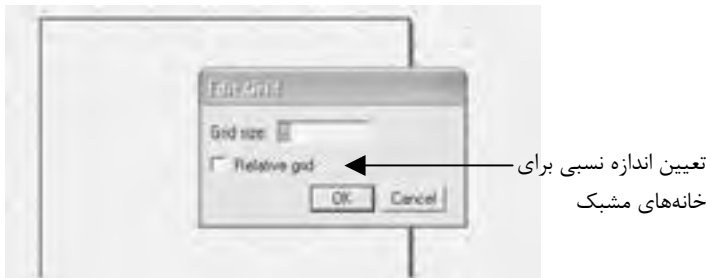 Edit Grid
Grid size:
Relative grid
OK Cancel
تعیین اندازه نسبی برای
خانه‌های مشبک